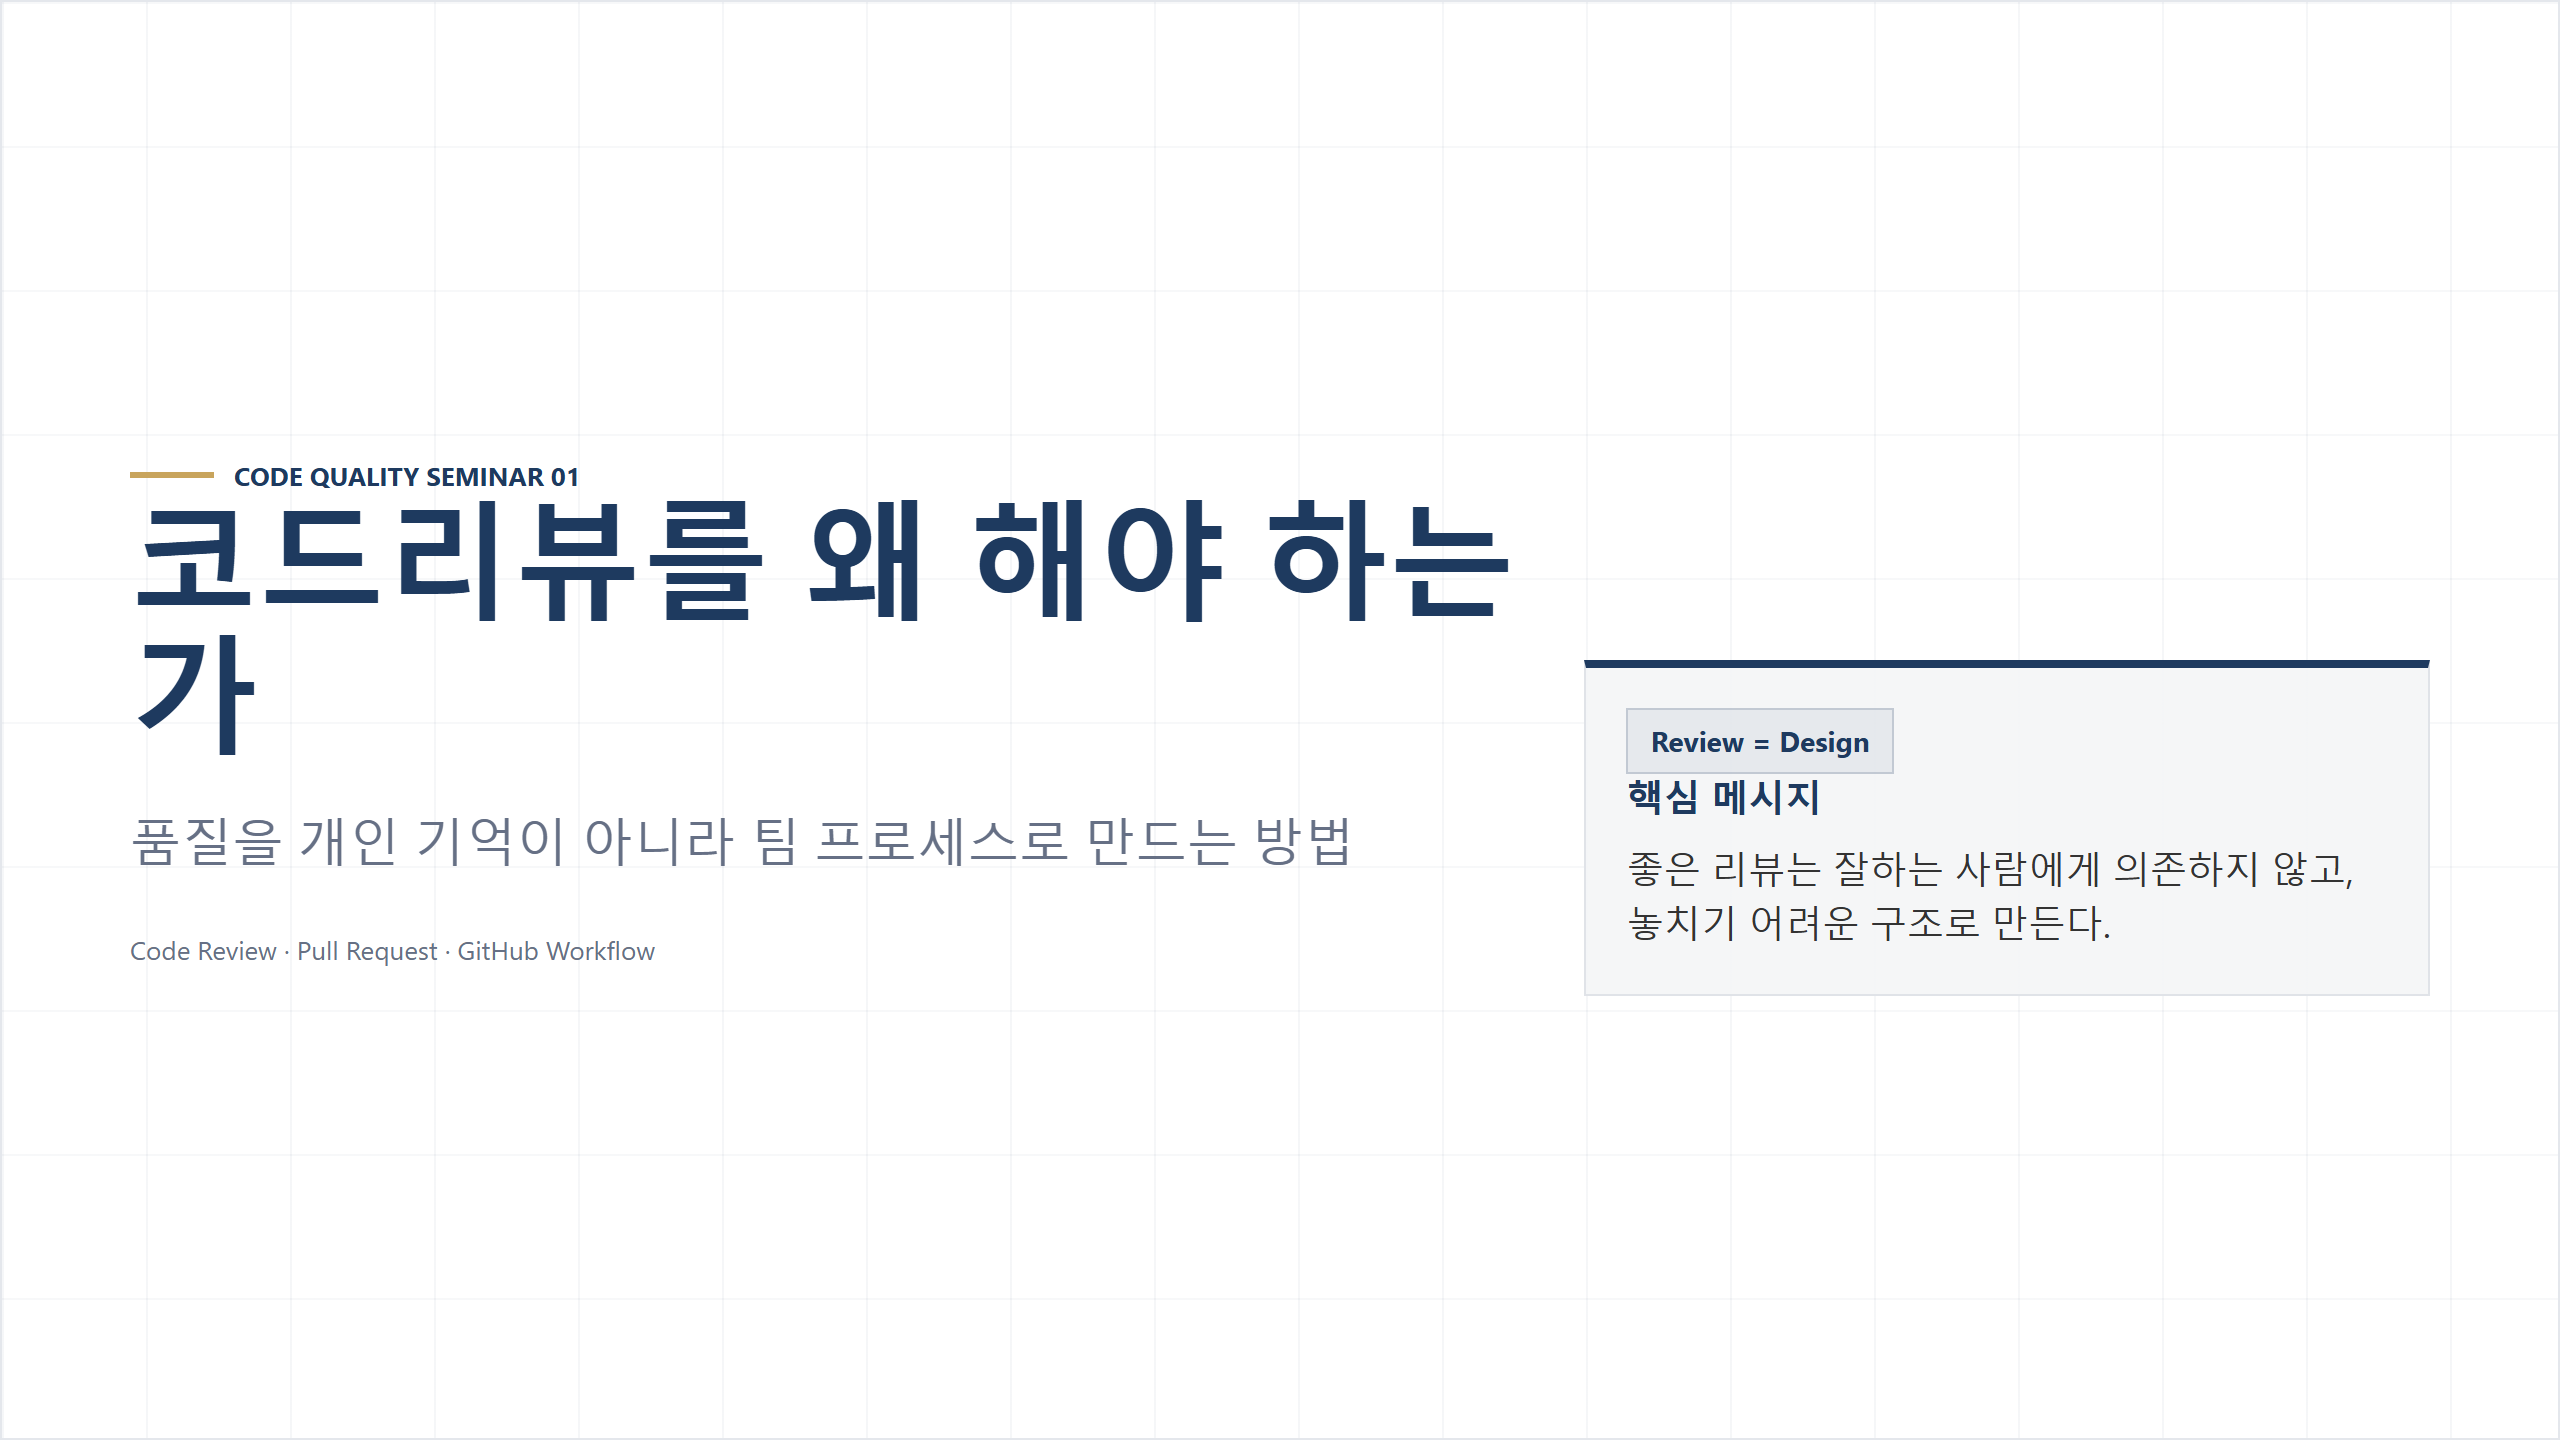 CODE QUALITY SEMINAR 01
코드리뷰를 왜 해야 하는
가
품질을 개인 기억이 아니라 팀 프로세스로 만드는 방법
Code Review · Pull Request · GitHub Workflow
Review = Design
핵심 메시지
좋은 리뷰는 잘하는 사람에게 의존하지 않고,
놓치기 어려운 구조로 만든다.